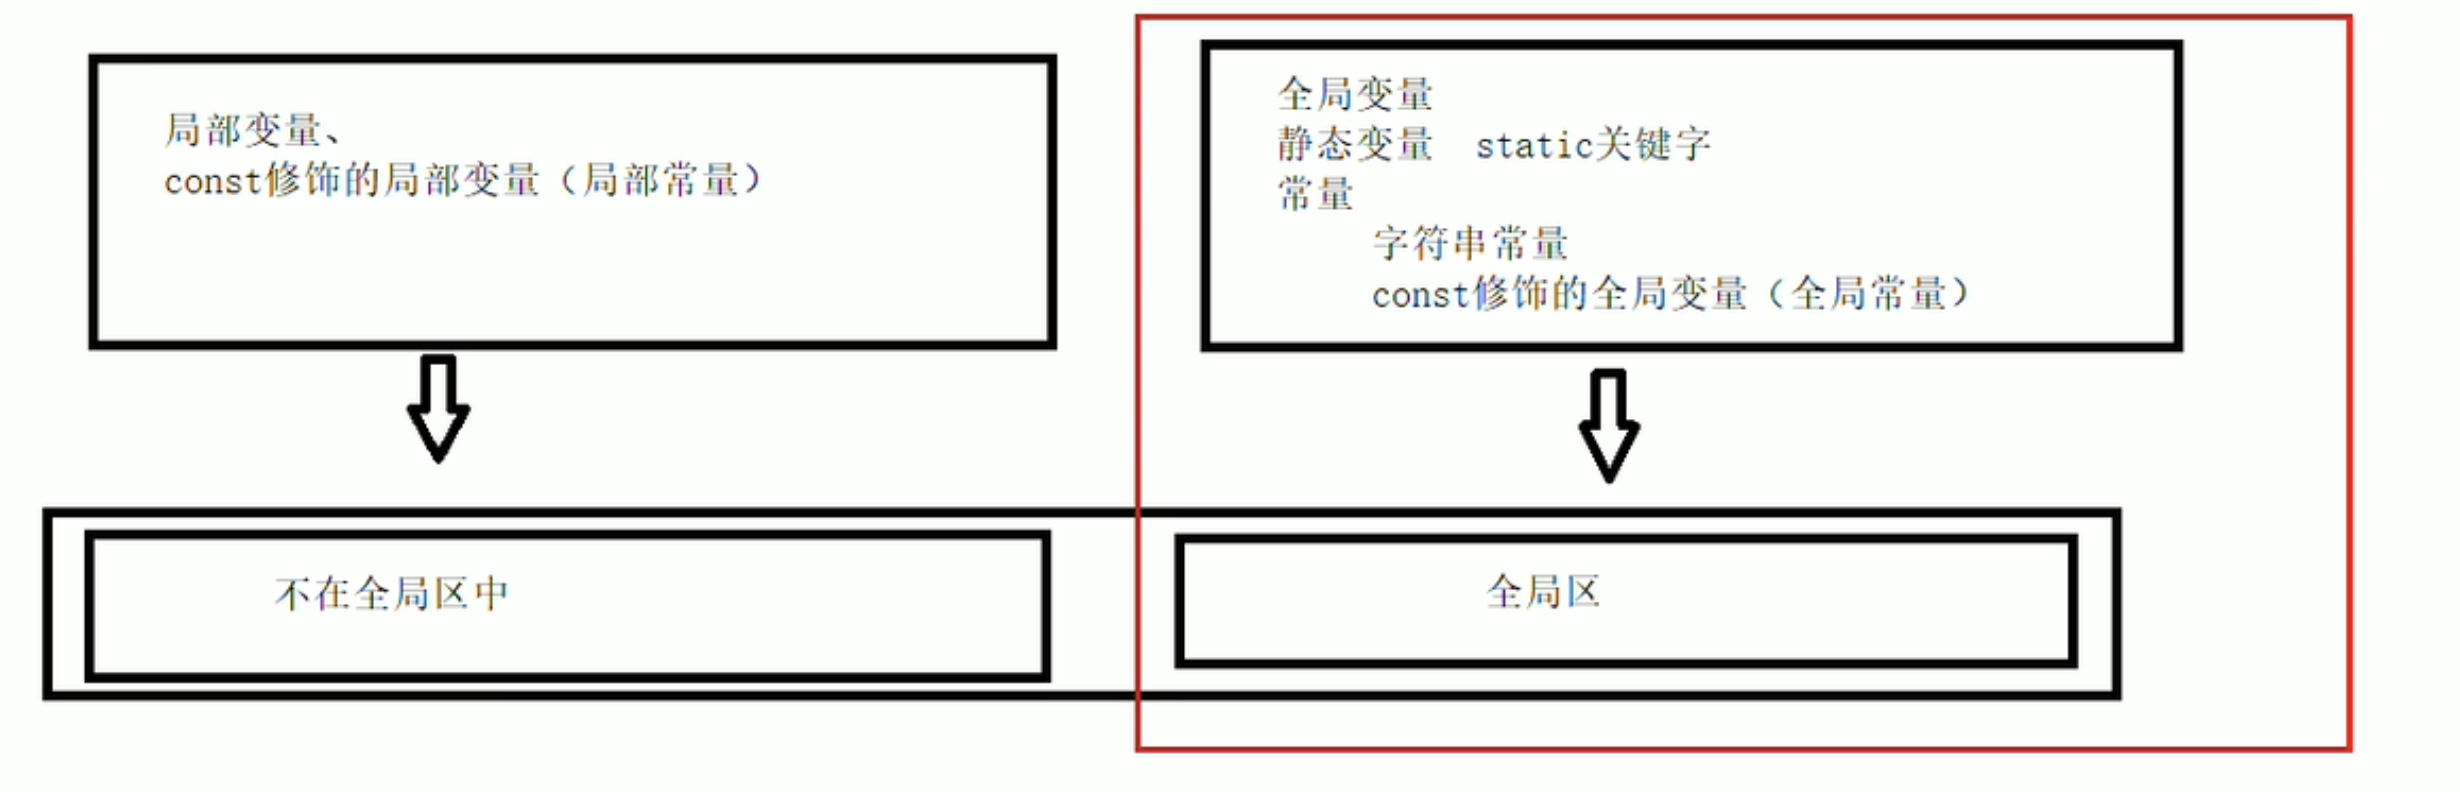 局部变量、
const修饰的局部变量（局部常量）
全局变量
静态变量 static关键字
常量
字符串常量
const修饰的全局变量（全局常量）
不在全局区中
全局区